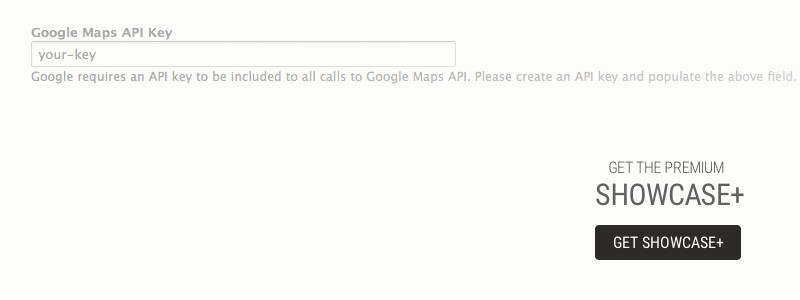 Google Maps API Key
your-key
Google requires an API key to be included to all calls to Google Maps API. Please create an API key and populate the above field.
GET THE PREMIUM
SHOWCASE+
GET SHOWCASE+